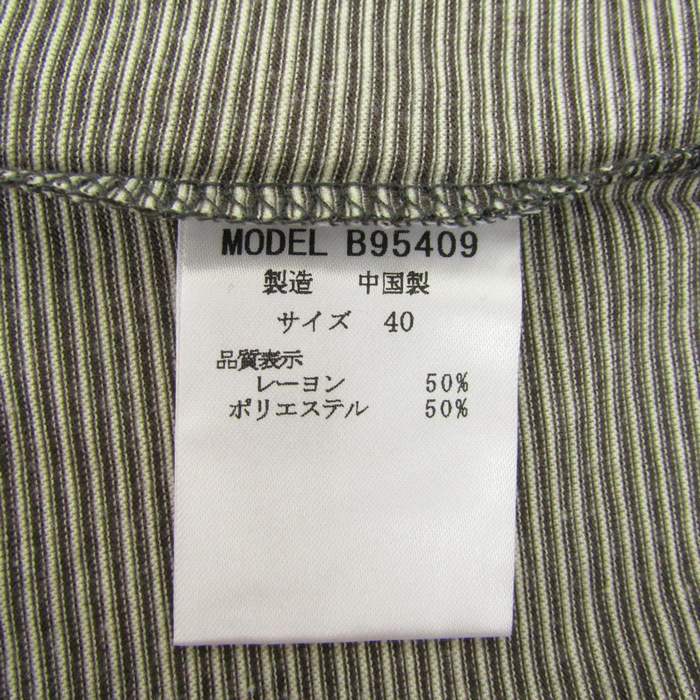 MODEL B95409
製造 中国製
サイズ 40
品質表示
レーヨン 50%
ポリエステル 50%